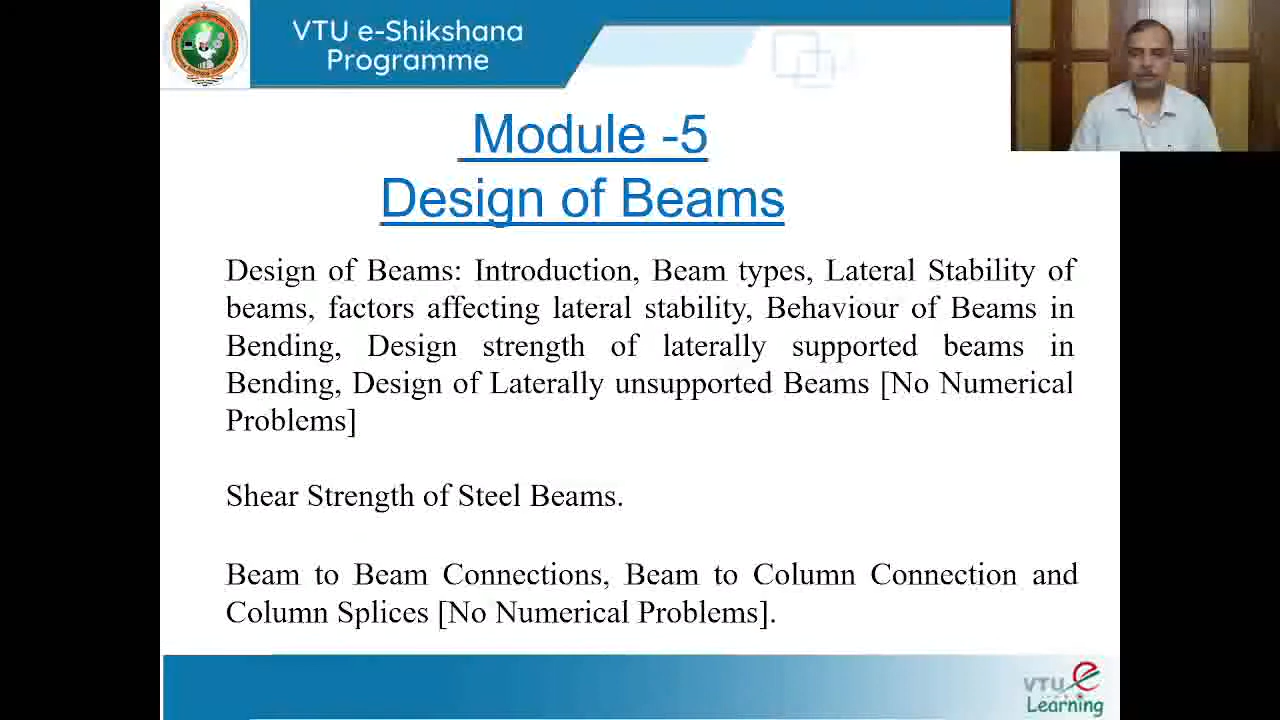 VTU e-Shikshana
Programme
Module -5
Design of Beams
Design of Beams: Introduction, Beam types, Lateral Stability of
beams, factors affecting lateral stability, Behaviour of Beams in
Bending, Design strength of laterally supported beams in
Bending, Design of Laterally unsupported Beams [No Numerical
Problems]
Shear Strength of Steel Beams.
Beam to Beam Connections, Beam to Column Connection and
Column Splices [No Numerical Problems].
VTU e
Learning